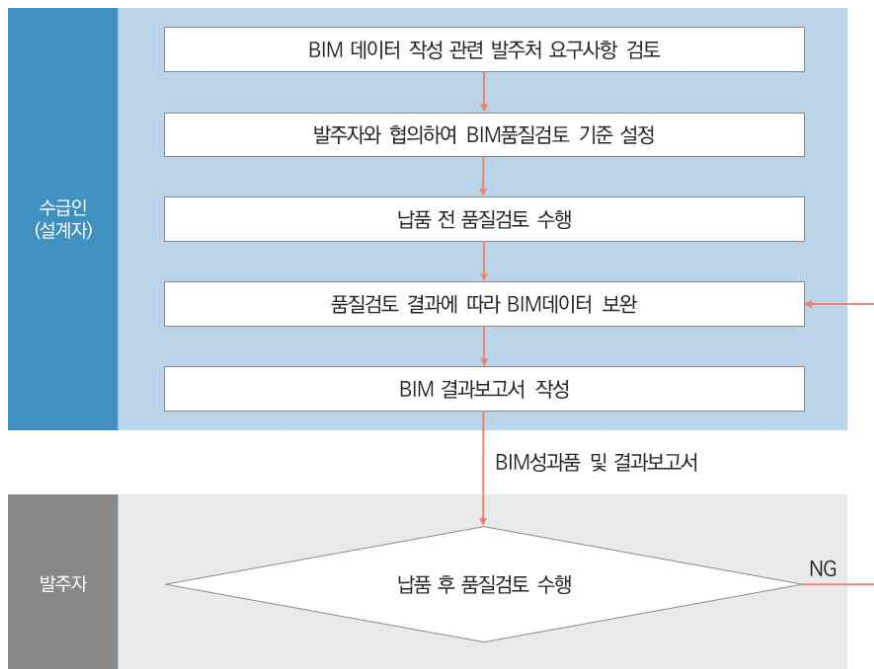 BIM 데이터 작성 관련 발주처 요구사항 검토
발주자와 협의하여 BIM품질검토 기준 설정
수급인
(설계자)
납품 전 품질검토 수행
품질검토 결과에 따라 BIM데이터 보완
BIM 결과보고서 작성
BIM성과품 및 결과보고서
발주자
납품 후 품질검토 수행
NG